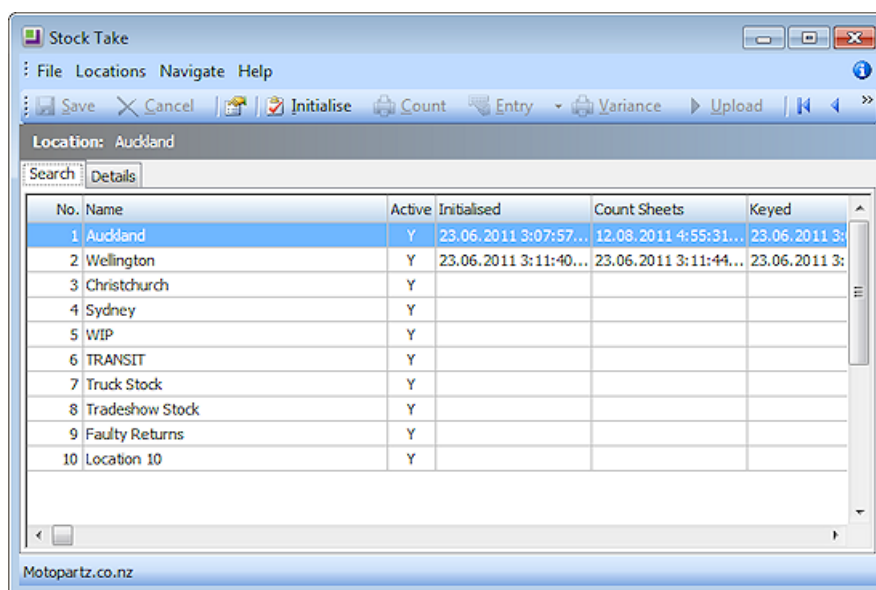 Stock Take
File Locations Navigate Help
Save Cancel Initialise Count Entry Variance Upload
Location: Auckland
Search Details
No. Name Active Initialised Count Sheets Keyed
1 Auckland Y 23.06.2011 3:07:57... 12.08.2011 4:55:31... 23.06.2011 3:0
2 Wellington Y 23.06.2011 3:11:40... 23.06.2011 3:11:44... 23.06.2011 3:
3 Christchurch Y
4 Sydney Y
5 WIP Y
6 TRANSIT Y
7 Truck Stock Y
8 Tradeshow Stock Y
9 Faulty Returns Y
10 Location 10 Y
Motopartz.co.nz